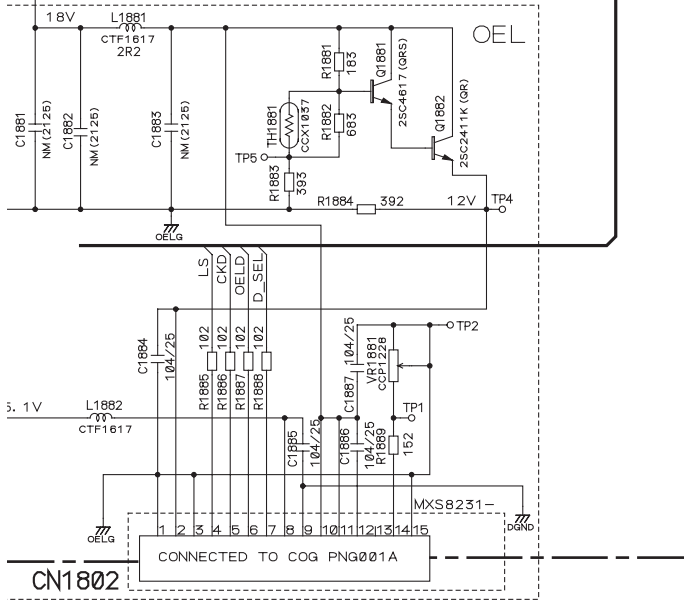 18V
L1881
CTF1617
2R2
OEL
C1881
NM(2125)
C1882
NM(2125)
C1883
NM(2125)
R1881
183
Q1881
2SC4617 (QRS)
TH1881
CCX1037
R1882
683
Q1882
2SC2411K (QR)
TP5
R1883
393
R1884
392
12V
TP4
OELG
LS
CKD
OELD
D_SEL
C1884
104/25
102
102
102
102
R1885
R1886
R1887
R1888
C1887
104/25
VR1881
CCP1228
TP2
5.1V
L1882
CTF1617
C1885
104/25
C1886
104/25
R1889
152
TP1
MXS8231-
OELG
DGND
1 2 3 4 5 6 7 8 9 10 11 12 13 14 15
CONNECTED TO COG PNG001A
CN1802